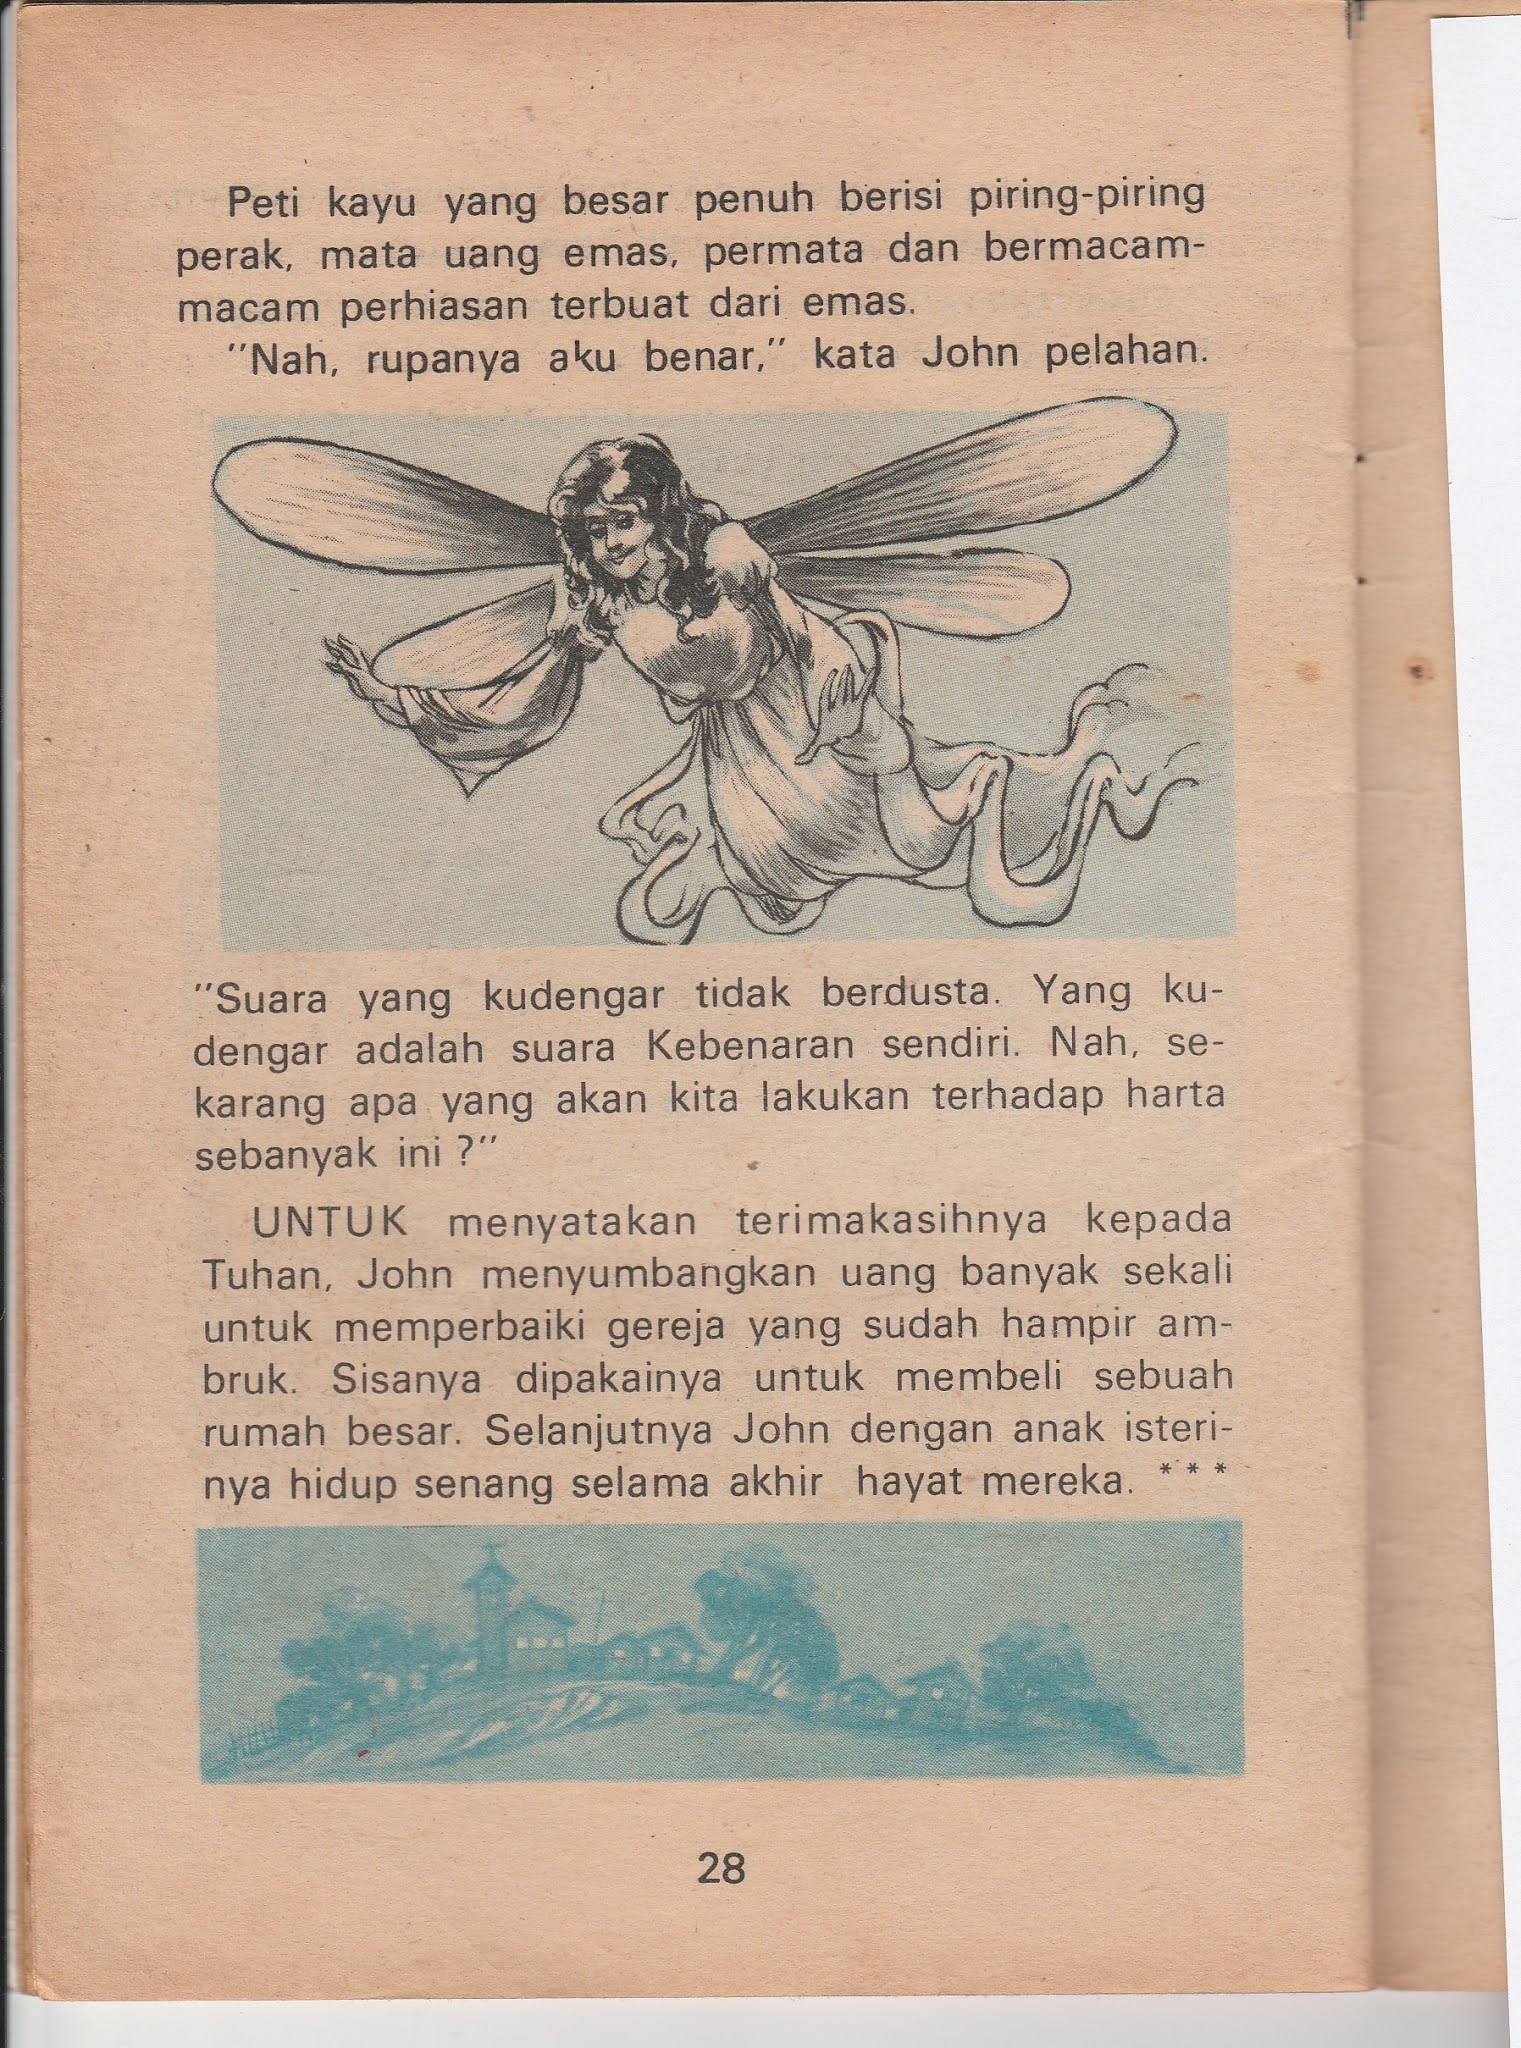 Peti kayu yang besar penuh berisi piring-piring
perak, mata uang emas, permata dan bermacam-
macam perhiasan terbuat dari emas.
"Nah, rupanya aku benar," kata John pelahan.
"Suara yang kudengar tidak berdusta. Yang ku-
dengar adalah suara Kebenaran sendiri. Nah, se-
karang apa yang akan kita lakukan terhadap harta
sebanyak ini ?"
UNTUK menyatakan terimakasihnya kepada
Tuhan, John menyumbangkan uang banyak sekali
untuk memperbaiki gereja yang sudah hampir am-
bruk. Sisanya dipakainya untuk membeli sebuah
rumah besar. Selanjutnya John dengan anak isteri-
nya hidup senang selama akhir hayat mereka. * * *
28